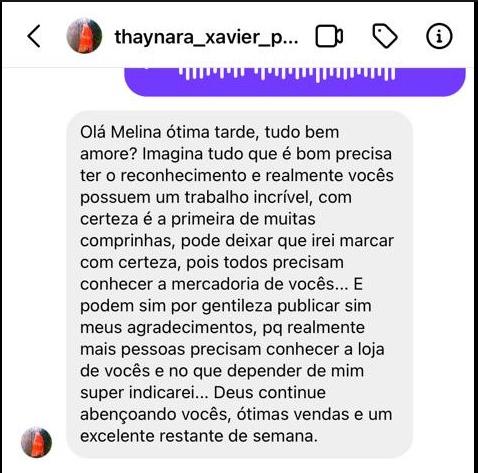 thaynara_xavier_p...
Olá Melina ótima tarde, tudo bem
amore? Imagina tudo que é bom precisa
ter o reconhecimento e realmente vocês
possuem um trabalho incrível, com
certeza é a primeira de muitas
comprinhas, pode deixar que irei marcar
com certeza, pois todos precisam
conhecer a mercadoria de vocês... E
podem sim por gentileza publicar sim
meus agradecimentos, pq realmente
mais pessoas precisam conhecer a loja
de vocês e no que depender de mim
super indicarei... Deus continue
abençoando vocês, ótimas vendas e um
excelente restante de semana.